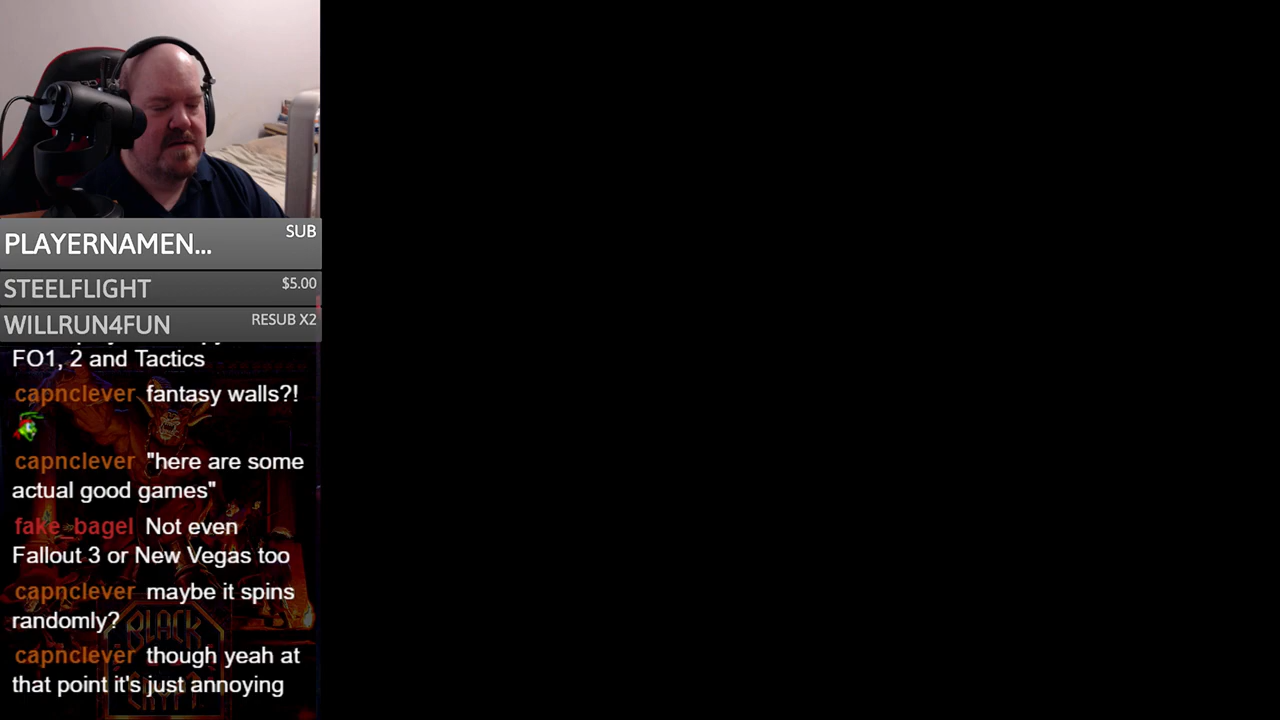 SUB
PLAYERNAMEN...
STEELFLIGHT $5.00
WILLRUN4FUN RESUB X2
FO1, 2 and Tactics
capnclever fantasy walls?!
capnclever "here are some
actual good games"
fake_bagel Not even
Fallout 3 or New Vegas too
capnclever maybe it spins
randomly?
BLACK
capnclever though yeah at
that point it's just annoying
CRYPT